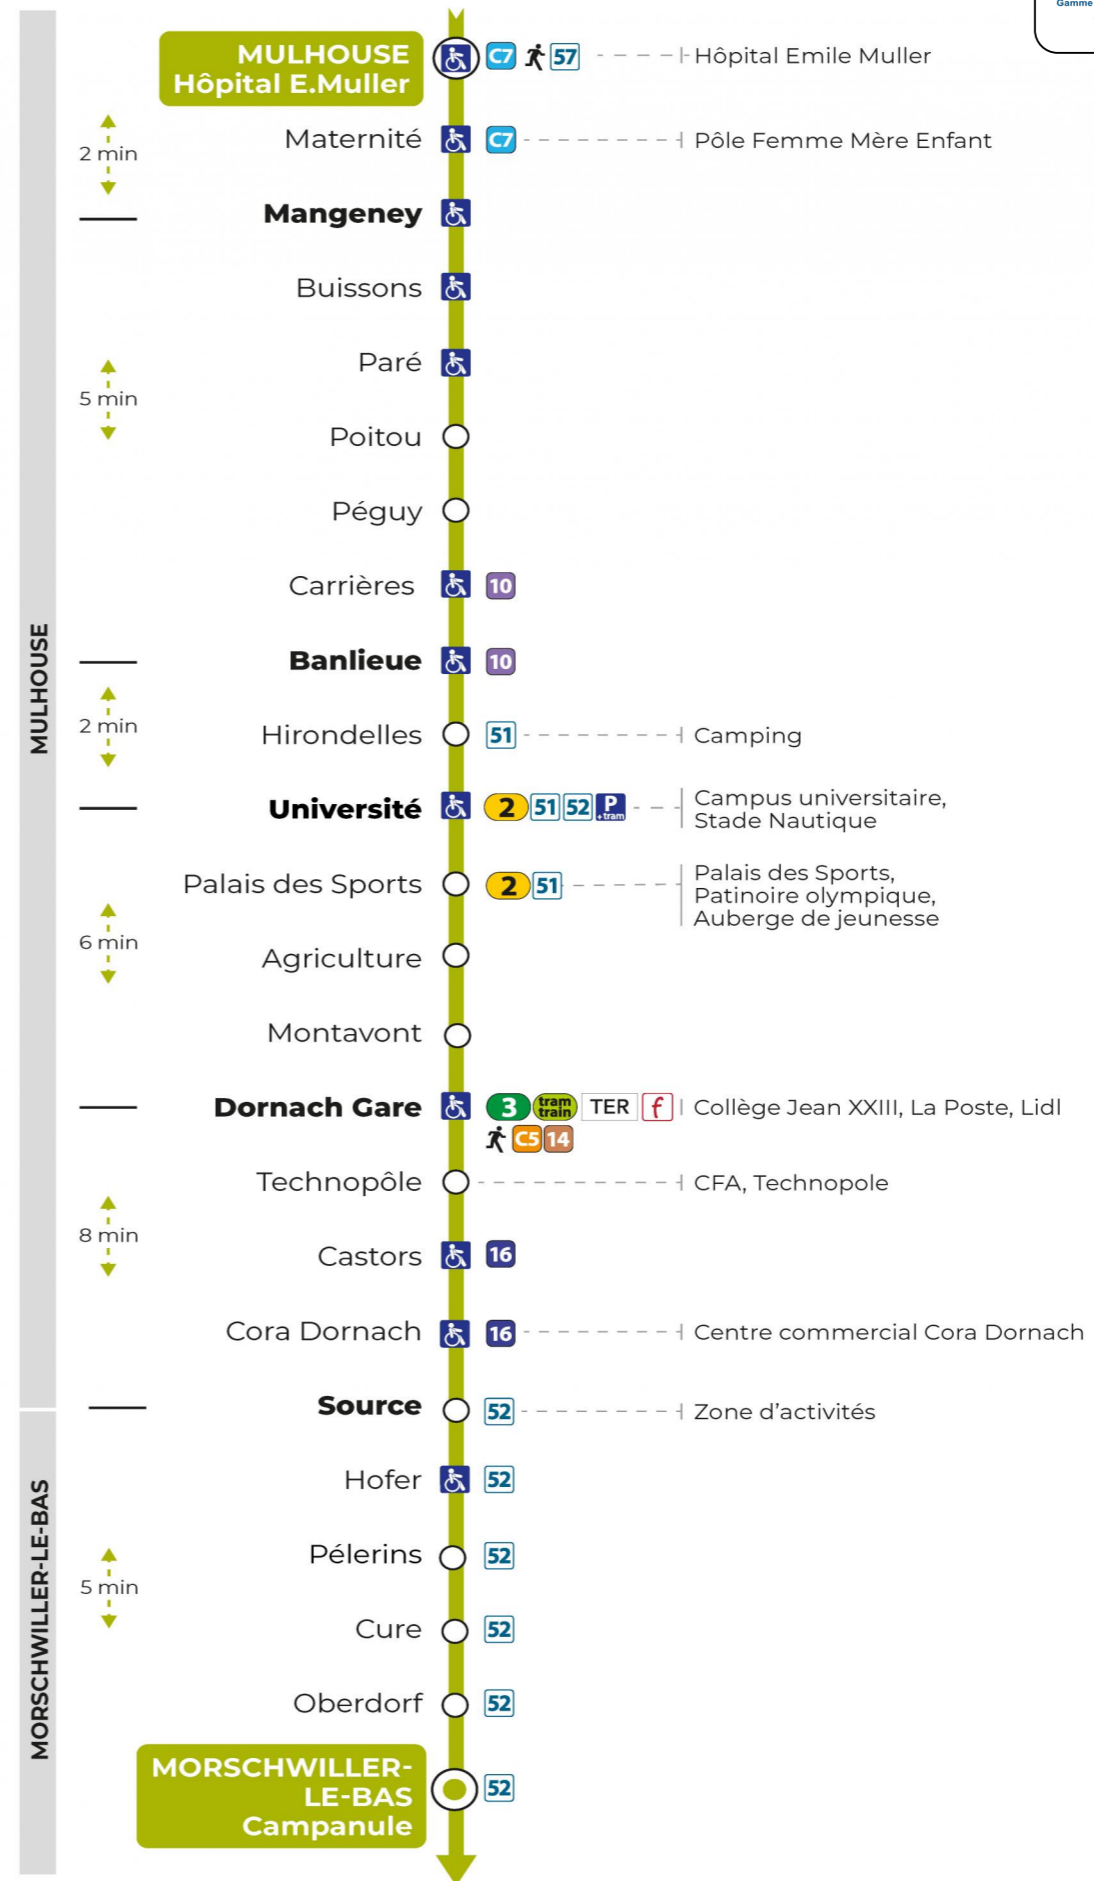 Gamme
MULHOUSE
Hôpital E.Muller
C7 57
Hôpital Emile Muller
2 min
Maternité
C7
Pôle Femme Mère Enfant
Mangeney
Buissons
Paré
5 min
Poitou
Péguy
Carrières
10
MULHOUSE
Banlieue
10
2 min
Hirondelles
51
Camping
Université
2 51 52 P
+tram
Campus universitaire,
Stade Nautique
Palais des Sports
2 51
Palais des Sports,
Patinoire olympique,
Auberge de jeunesse
6 min
Agriculture
Montavont
Dornach Gare
3 tram
train TER f
Collège Jean XXIII, La Poste, Lidl
C5 14
Technopôle
CFA, Technopole
8 min
Castors
16
Cora Dornach
16
Centre commercial Cora Dornach
Source
52
Zone d'activités
MORSCHWILLER-LE-BAS
Hofer
52
Pélerins
52
5 min
Cure
52
Oberdorf
52
MORSCHWILLER-
LE-BAS
Campanule
52